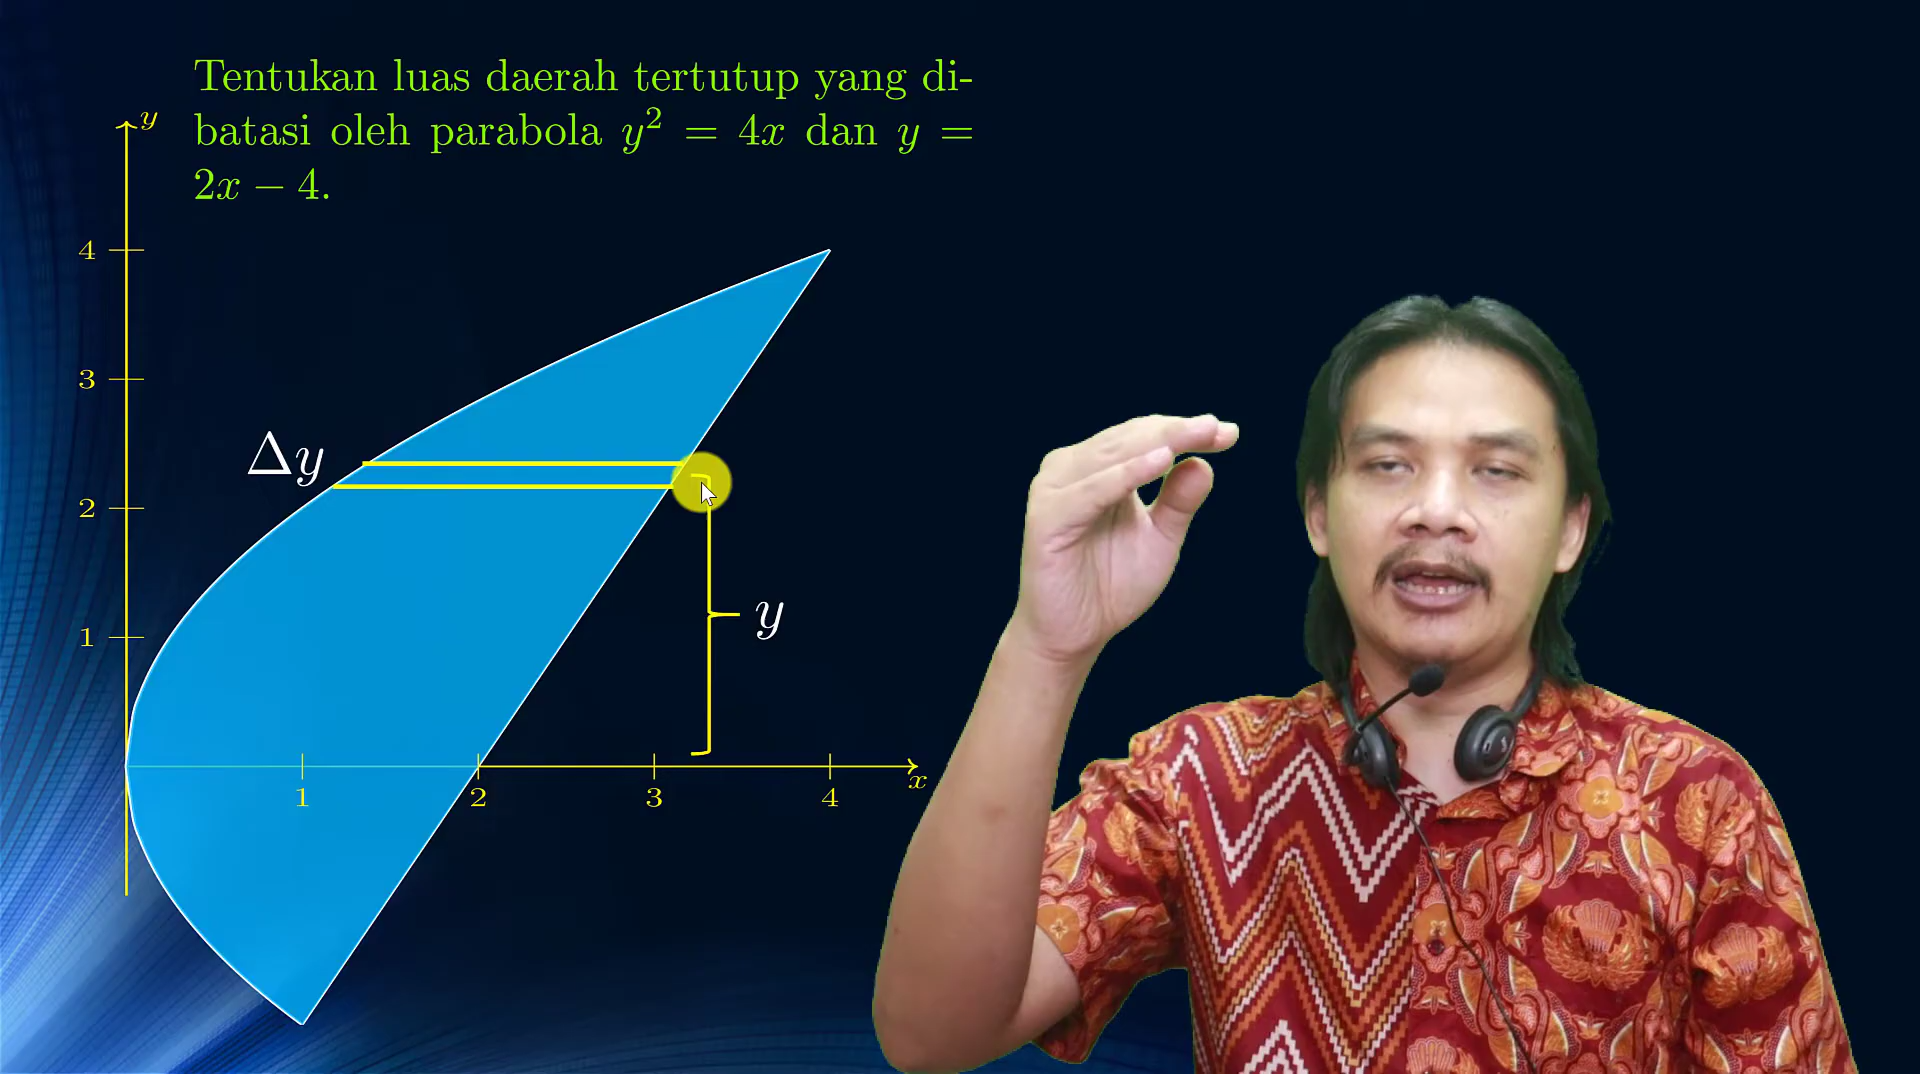 Tentukan luas daerah tertutup yang di-
batasi oleh parabola y² = 4x dan y =
2x − 4.
y
4
3
Δy
2
y
1
x
1 2 3 4